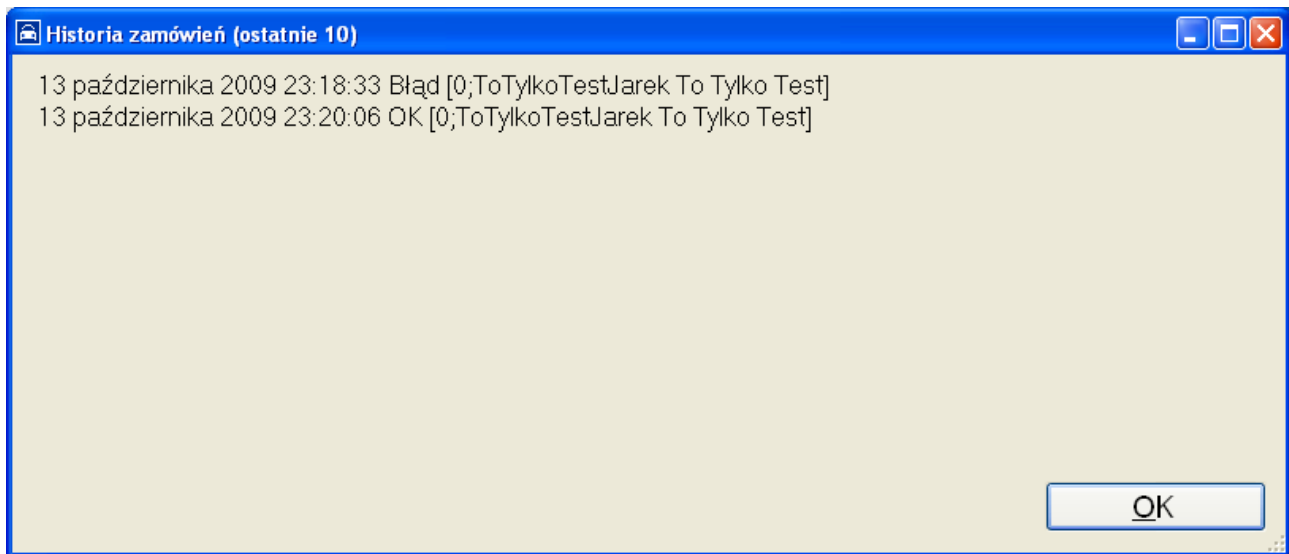 Historia zamówień (ostatnie 10)
13 października 2009 23:18:33 Błąd [0;ToTylkoTestJarek To Tylko Test]
13 października 2009 23:20:06 OK [0;ToTylkoTestJarek To Tylko Test]
OK